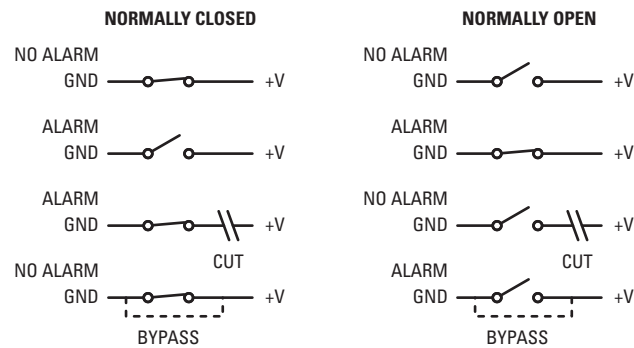 NORMALLY CLOSED
NO ALARM
GND +V
ALARM
GND +V
ALARM
GND +V
CUT
NO ALARM
GND +V
BYPASS
NORMALLY OPEN
NO ALARM
GND +V
ALARM
GND +V
NO ALARM
GND +V
CUT
ALARM
GND +V
BYPASS